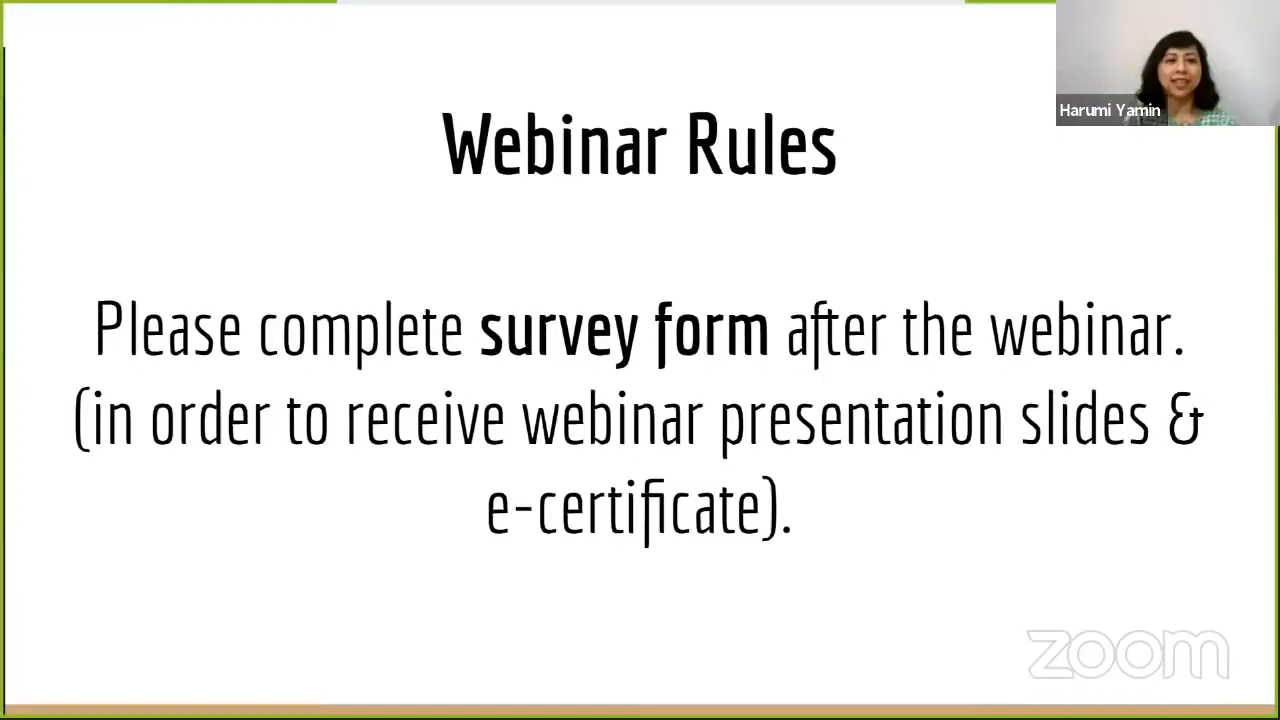 Harumi Yamin
Webinar Rules
Please complete survey form after the webinar.
(in order to receive webinar presentation slides &
e-certificate).
zoom